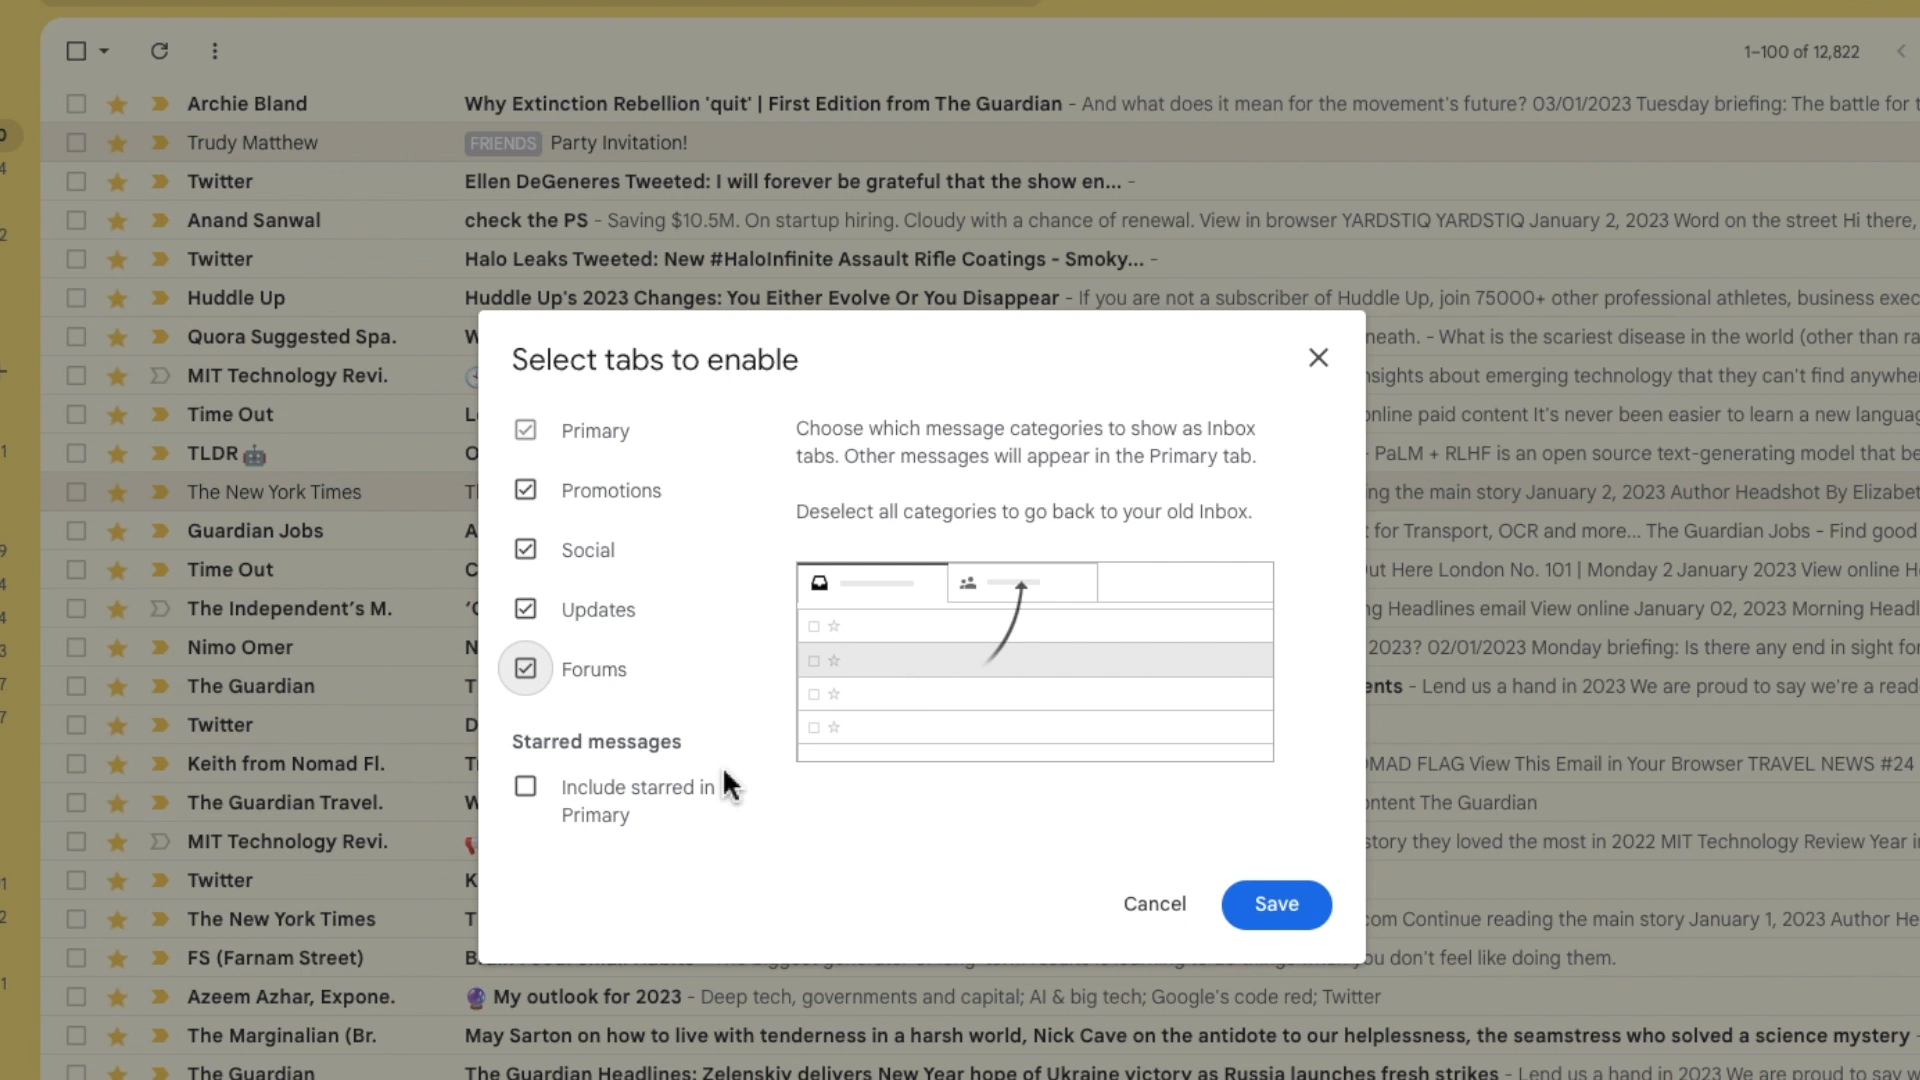 1–100 of 12,822
Archie Bland Why Extinction Rebellion 'quit' | First Edition from The Guardian - And what does it mean for the movement's future? 03/01/2023 Tuesday briefing: The battle for
Trudy Matthew FRIENDS Party Invitation!
Twitter Ellen DeGeneres Tweeted: I will forever be grateful that the show en... -
Anand Sanwal check the PS - Saving $10.5M. On startup hiring. Cloudy with a chance of renewal. View in browser YARDSTIQ YARDSTIQ January 2, 2023 Word on the street Hi there,
Twitter Halo Leaks Tweeted: New #HaloInfinite Assault Rifle Coatings - Smoky... -
Huddle Up Huddle Up's 2023 Changes: You Either Evolve Or You Disappear - If you are not a subscriber of Huddle Up, join 75000+ other professional athletes, business exec
Quora Suggested Spa. W neath. - What is the scariest disease in the world (other than ra
MIT Technology Revi. nsights about emerging technology that they can't find anywher
Time Out L online paid content It's never been easier to learn a new languag
TLDR 🤖 O PaLM + RLHF is an open source text-generating model that be
The New York Times T ng the main story January 2, 2023 Author Headshot By Elizabet
Guardian Jobs A for Transport, OCR and more... The Guardian Jobs - Find good
Time Out C ut Here London No. 101 | Monday 2 January 2023 View online H
The Independent's M. 'C ng Headlines email View online January 02, 2023 Morning Headl
Nimo Omer N 2023? 02/01/2023 Monday briefing: Is there any end in sight for
The Guardian T ents - Lend us a hand in 2023 We are proud to say we're a read
Twitter D
Keith from Nomad Fl. T OMAD FLAG View This Email in Your Browser TRAVEL NEWS #24
The Guardian Travel. W ontent The Guardian
MIT Technology Revi. story they loved the most in 2022 MIT Technology Review Year i
Twitter K
The New York Times T com Continue reading the main story January 1, 2023 Author He
FS (Farnam Street) you don't feel like doing them.
Azeem Azhar, Expone. 🔮 My outlook for 2023 - Deep tech, governments and capital; AI & big tech; Google's code red; Twitter
The Marginalian (Br. May Sarton on how to live with tenderness in a harsh world, Nick Cave on the antidote to our helplessness, the seamstress who solved a science mystery -
The Guardian The Guardian Headlines: Zelenskiy delivers New Year hope of Ukraine victory as Russia launches fresh strikes - Lend us a hand in 2023 We are proud to say
Select tabs to enable
Primary
Promotions
Social
Updates
Forums
Starred messages
Include starred in
Primary
Choose which message categories to show as Inbox
tabs. Other messages will appear in the Primary tab.
Deselect all categories to go back to your old Inbox.
Cancel
Save